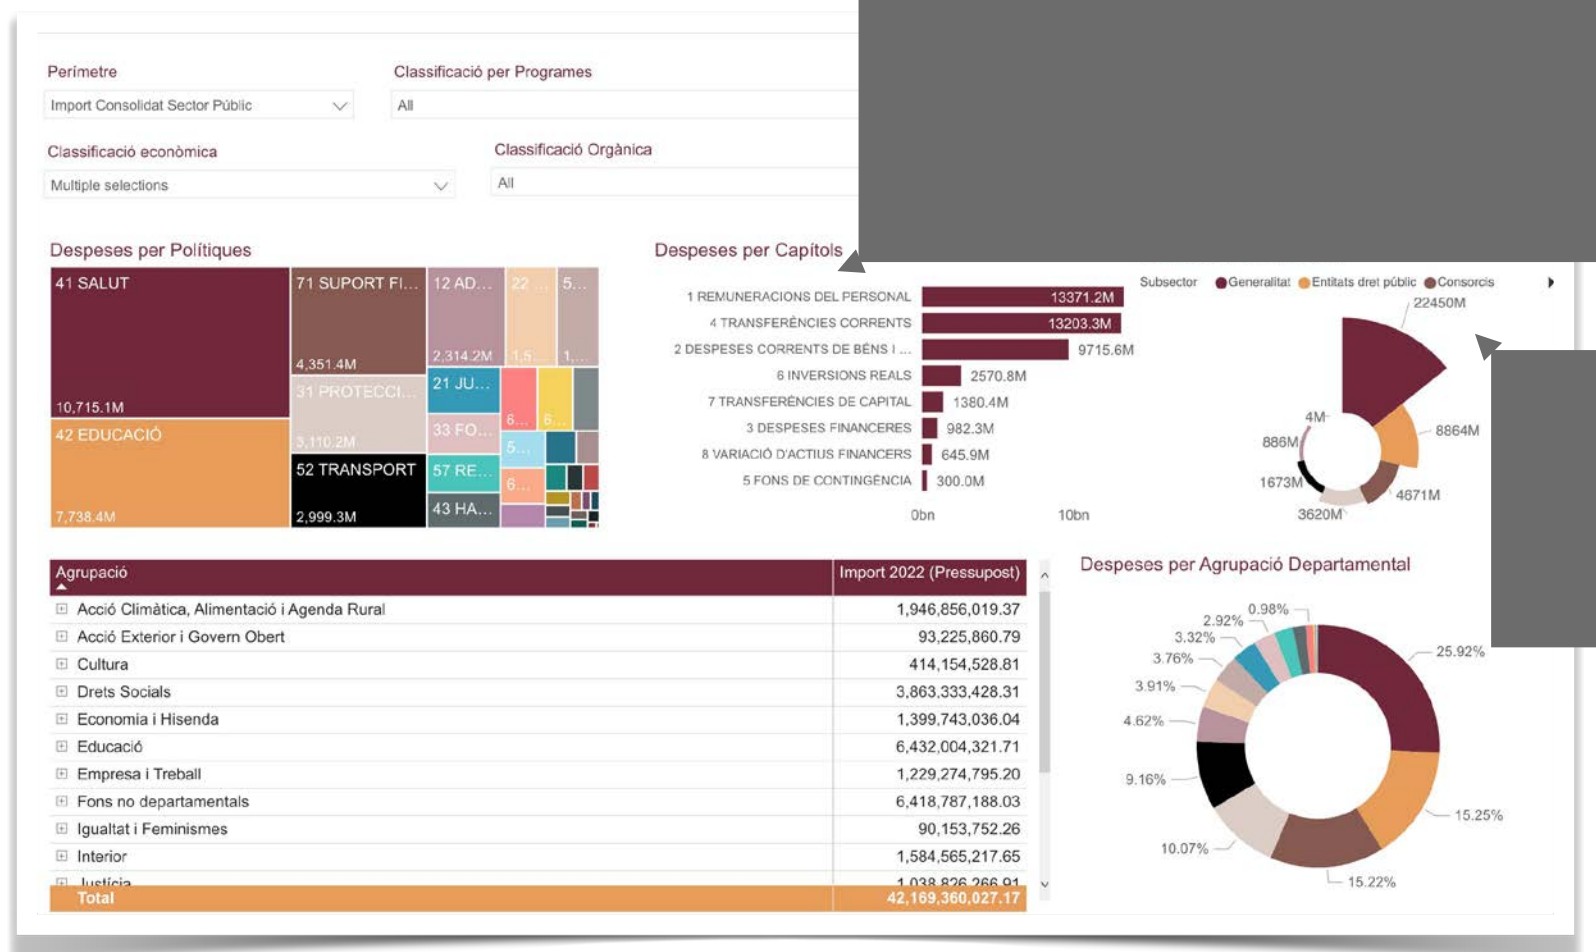 Perímetre
Classificació per Programes
Import Consolidat Sector Públic
All
Classificació econòmica
Classificació Orgànica
Multiple selections
All
Despeses per Polítiques
41 SALUT
10,715.1M
42 EDUCACIÓ
7,738.4M
71 SUPORT FI...
4,351.4M
31 PROTECCI...
3,110.2M
52 TRANSPORT
2,999.3M
12 AD...
2,314.2M
21 JU...
33 FO...
57 RE...
43 HA...
22 ...
1,5...
5...
1,...
6...
6...
5...
6...
Despeses per Capítols
1 REMUNERACIONS DEL PERSONAL 13371.2M
4 TRANSFERÈNCIES CORRENTS 13203.3M
2 DESPESES CORRENTS DE BÉNS I ... 9715.6M
6 INVERSIONS REALS 2570.8M
7 TRANSFERÈNCIES DE CAPITAL 1380.4M
3 DESPESES FINANCERES 982.3M
8 VARIACIÓ D'ACTIUS FINANCERS 645.9M
5 FONS DE CONTINGÈNCIA 300.0M
0bn 10bn
Subsector Generalitat Entitats dret públic Consorcis
22450M
8864M
4671M
3620M
1673M
886M
4M
Agrupació Import 2022 (Pressupost)
Acció Climàtica, Alimentació i Agenda Rural 1,946,856,019.37
Acció Exterior i Govern Obert 93,225,860.79
Cultura 414,154,528.81
Drets Socials 3,863,333,428.31
Economia i Hisenda 1,399,743,036.04
Educació 6,432,004,321.71
Empresa i Treball 1,229,274,795.20
Fons no departamentals 6,418,787,188.03
Igualtat i Feminismes 90,153,752.26
Interior 1,584,565,217.65
Justícia 1,038,826,266.91
Total 42,169,360,027.17
Despeses per Agrupació Departamental
25.92%
15.25%
15.22%
10.07%
9.16%
4.62%
3.91%
3.76%
3.32%
2.92%
0.98%